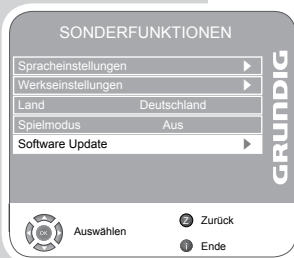 SONDERFUNKTIONEN
Spracheinstellungen
Werkseinstellungen
Land Deutschland
Spielmodus Aus
Software Update
GRUNDIG
OK Auswählen
Z Zurück
i Ende